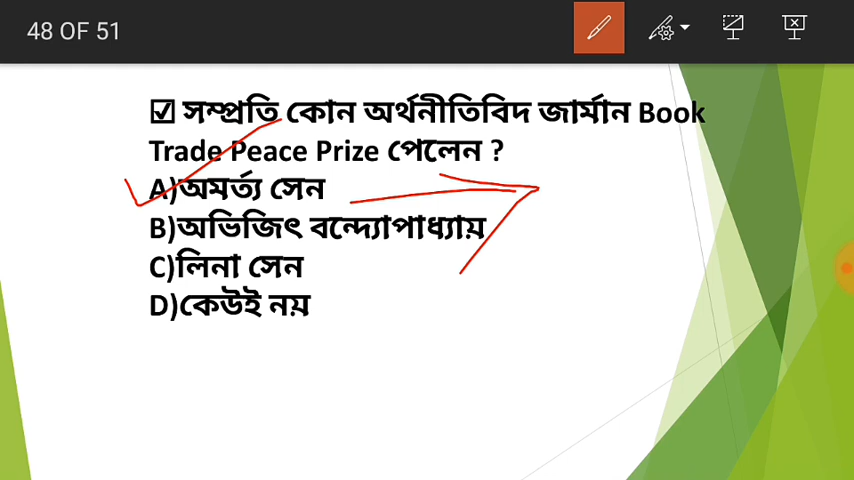 48 OF 51
☑ সম্প্রতি কোন অর্থনীতিবিদ জার্মান Book
Trade Peace Prize পেলেন ?
A)অমর্ত্য সেন
B)অভিজিৎ বন্দ্যোপাধ্যায়
C)লিনা সেন
D)কেউই নয়